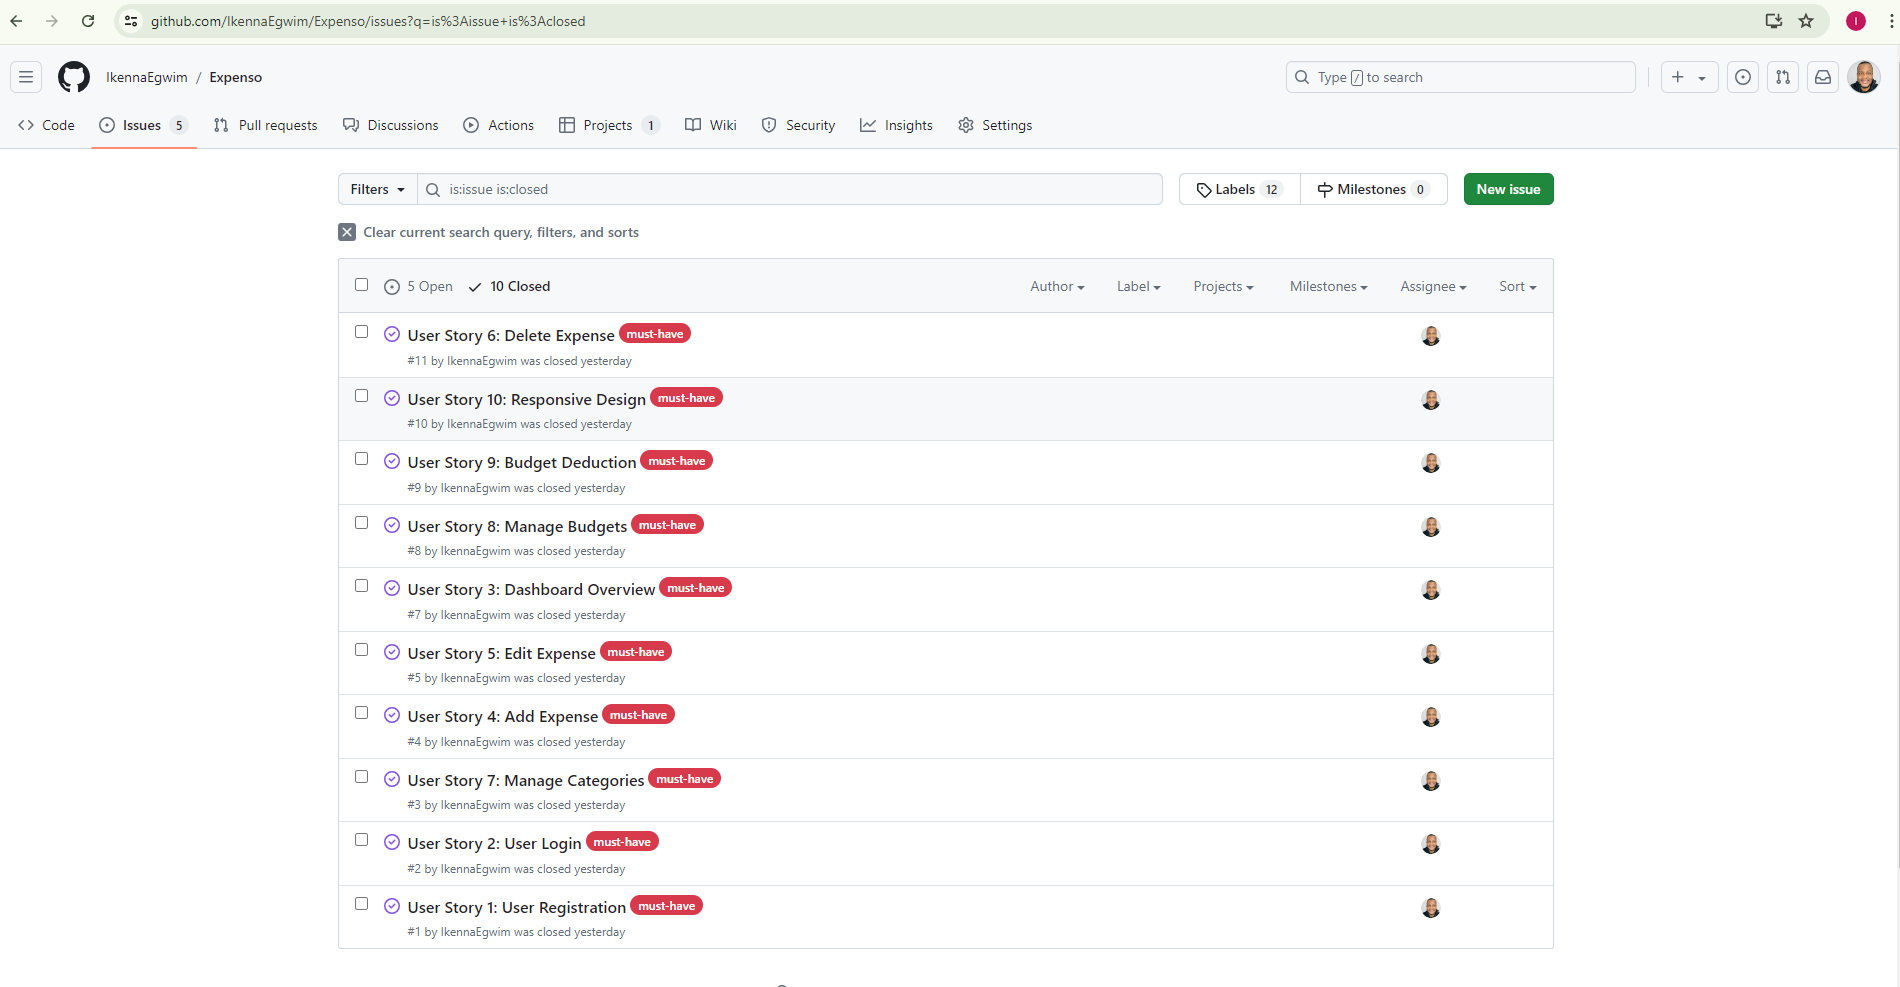 github.com/IkennaEgwim/Expenso/issues?q=is%3Aissue+is%3Aclosed
I
IkennaEgwim / Expenso
Type / to search
Code
Issues 5
Pull requests
Discussions
Actions
Projects 1
Wiki
Security
Insights
Settings
Filters
is:issue is:closed
Labels 12
Milestones 0
New issue
Clear current search query, filters, and sorts
5 Open
10 Closed
Author
Label
Projects
Milestones
Assignee
Sort
User Story 6: Delete Expense must-have
#11 by IkennaEgwim was closed yesterday
User Story 10: Responsive Design must-have
#10 by IkennaEgwim was closed yesterday
User Story 9: Budget Deduction must-have
#9 by IkennaEgwim was closed yesterday
User Story 8: Manage Budgets must-have
#8 by IkennaEgwim was closed yesterday
User Story 3: Dashboard Overview must-have
#7 by IkennaEgwim was closed yesterday
User Story 5: Edit Expense must-have
#5 by IkennaEgwim was closed yesterday
User Story 4: Add Expense must-have
#4 by IkennaEgwim was closed yesterday
User Story 7: Manage Categories must-have
#3 by IkennaEgwim was closed yesterday
User Story 2: User Login must-have
#2 by IkennaEgwim was closed yesterday
User Story 1: User Registration must-have
#1 by IkennaEgwim was closed yesterday